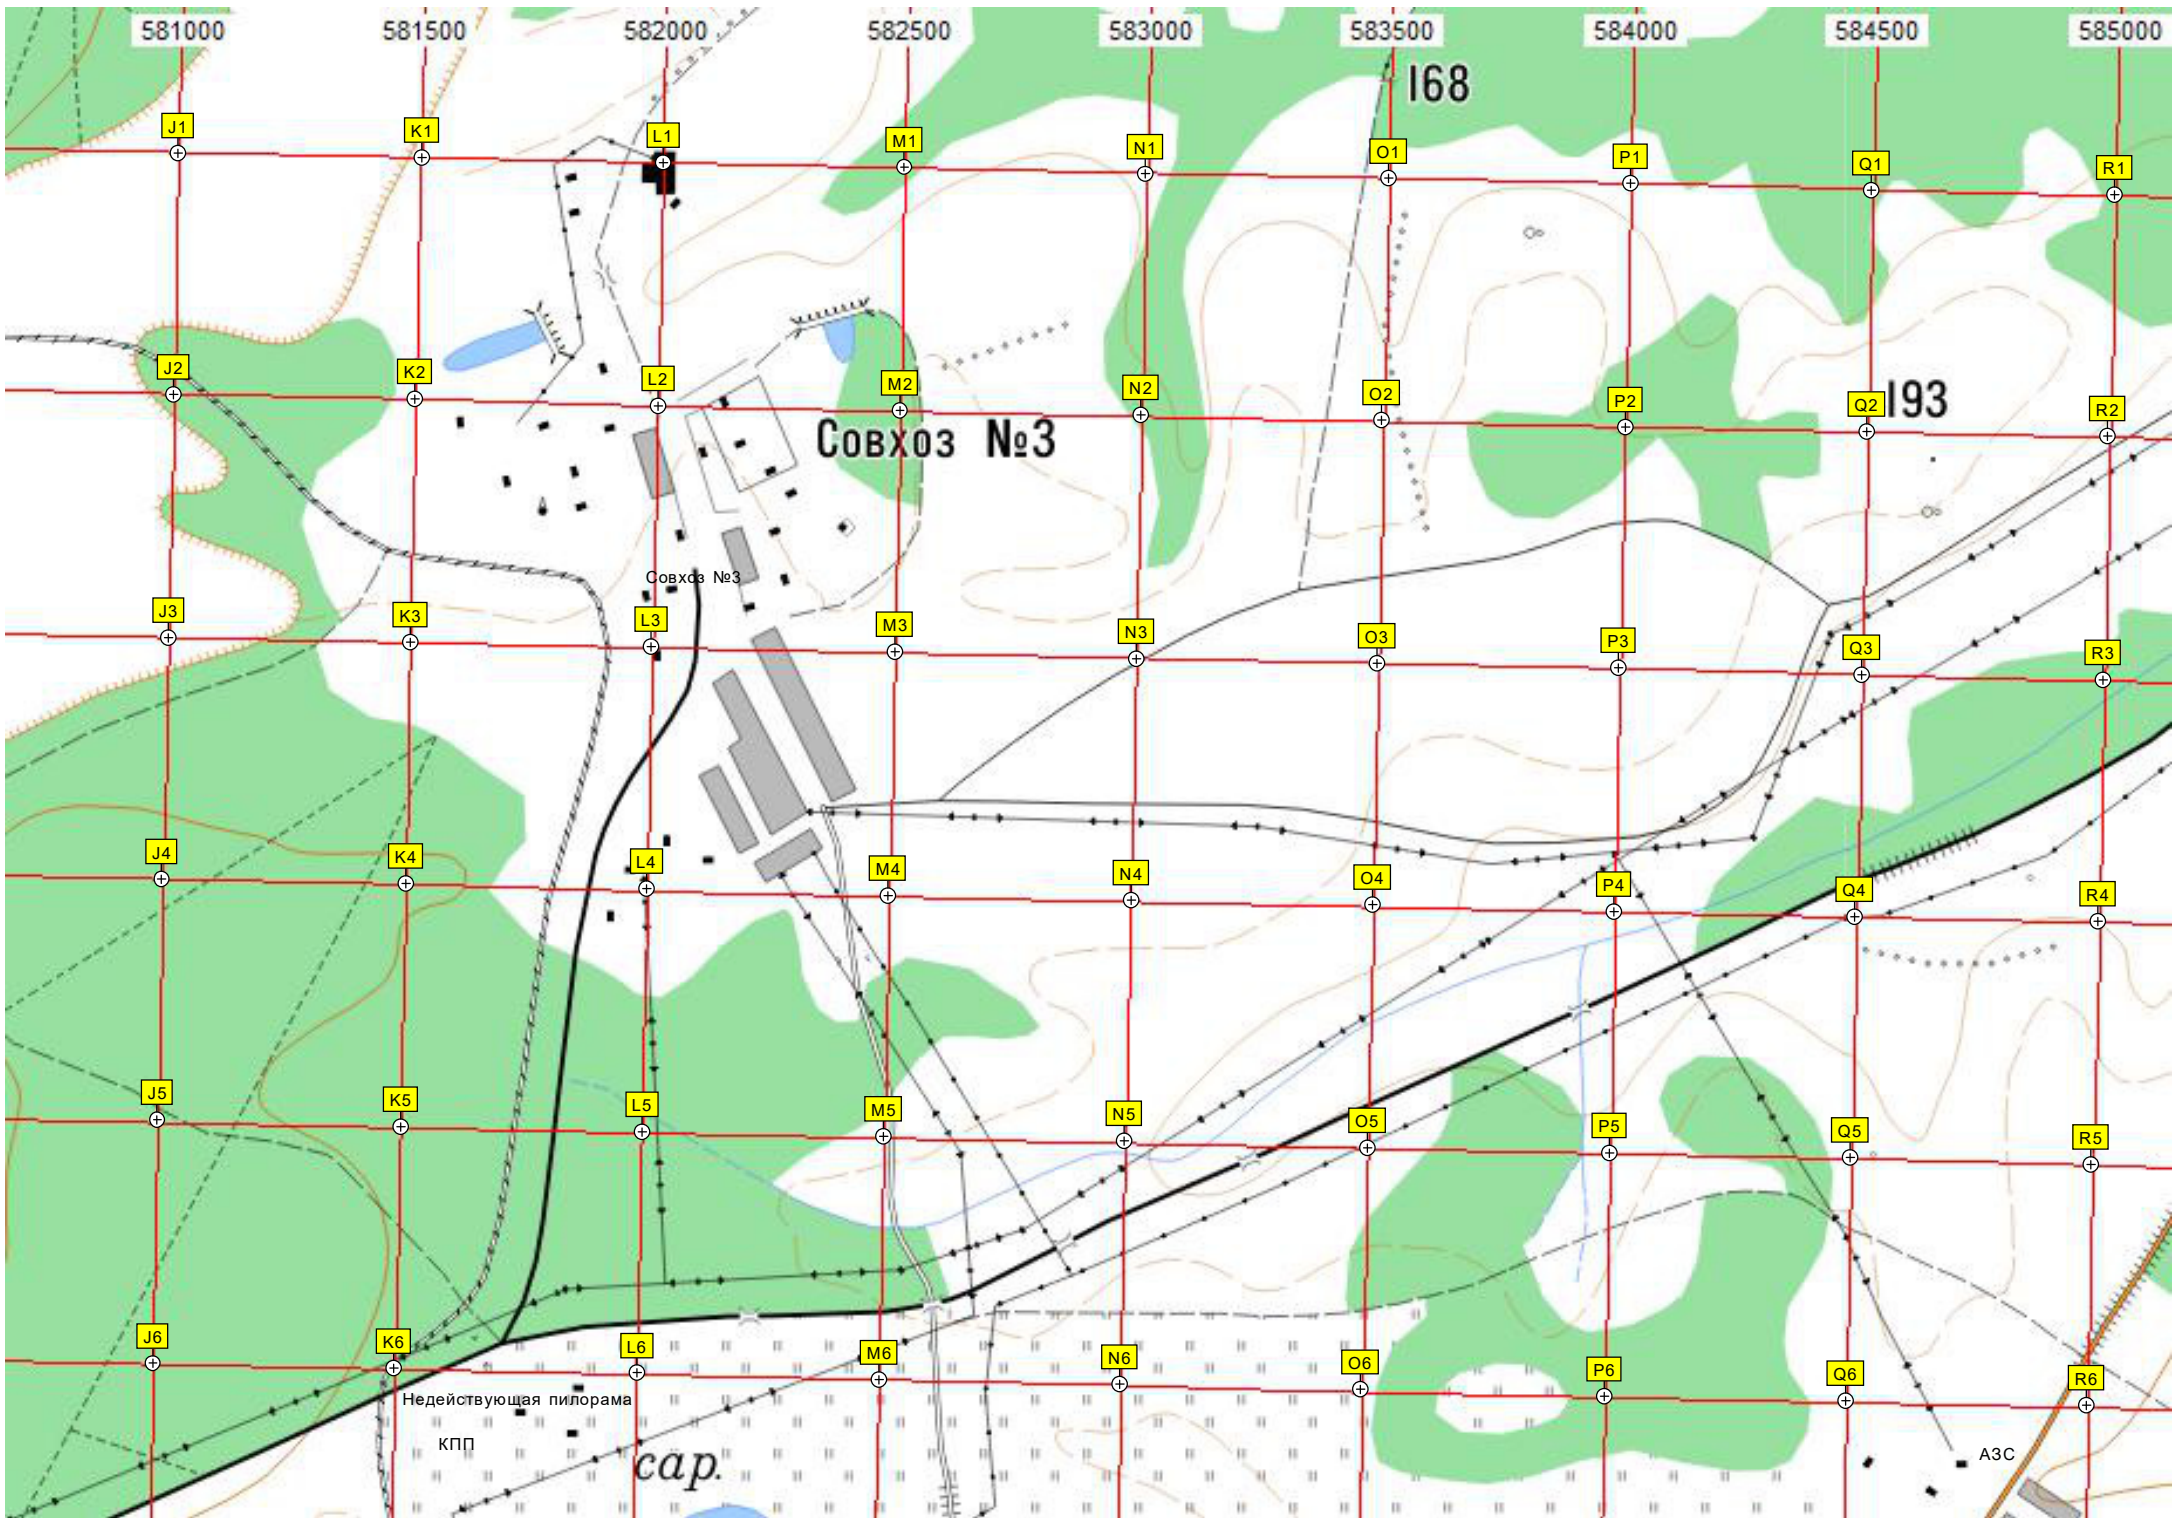 581000 581500 582000 582500 583000 583500 584000 584500 585000
168
J1 K1 L1 M1 N1 O1 P1 Q1 R1
J2 K2 L2 M2 N2 O2 P2 Q2 R2
193
Совхоз №3
Совхоз №3
J3 K3 L3 M3 N3 O3 P3 Q3 R3
J4 K4 L4 M4 N4 O4 P4 Q4 R4
J5 K5 L5 M5 N5 O5 P5 Q5 R5
J6 K6 L6 M6 N6 O6 P6 Q6 R6
Недействующая пилорама
КПП
сар.
АЗС